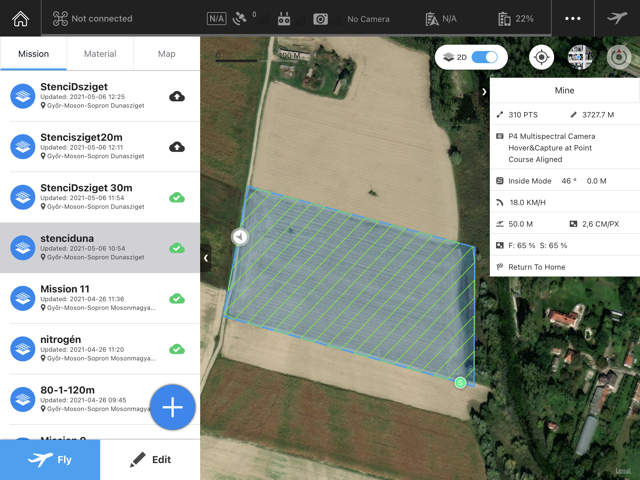 Not connected
N/A
0
No Camera
N/A
22%
Mission
Material
Map
StenciDsziget
Updated: 2021-05-06 12:25
Győr-Moson-Sopron Dunasziget
Stencisziget20m
Updated: 2021-05-06 12:11
Győr-Moson-Sopron Dunasziget
StenciDsziget 30m
Updated: 2021-05-06 11:54
Győr-Moson-Sopron Dunasziget
stenciduna
Updated: 2021-05-06 10:54
Győr-Moson-Sopron Dunasziget
Mission 11
Updated: 2021-04-26 11:36
Győr-Moson-Sopron Mosonmagya...
nitrogén
Updated: 2021-04-26 11:20
Győr-Moson-Sopron Mosonmagya...
80-1-120m
Updated: 2021-04-26 09:45
Győr-Moson-Sopron Mosonmagya...
Fly
Edit
0
100 M
2D
S
Mine
310 PTS
3727.7 M
P4 Multispectral Camera
Hover&Capture at Point
Course Aligned
Inside Mode 46 ° 0.0 M
18.0 KM/H
50.0 M
2,6 CM/PX
F: 65 % S: 65 %
Return To Home
Legal